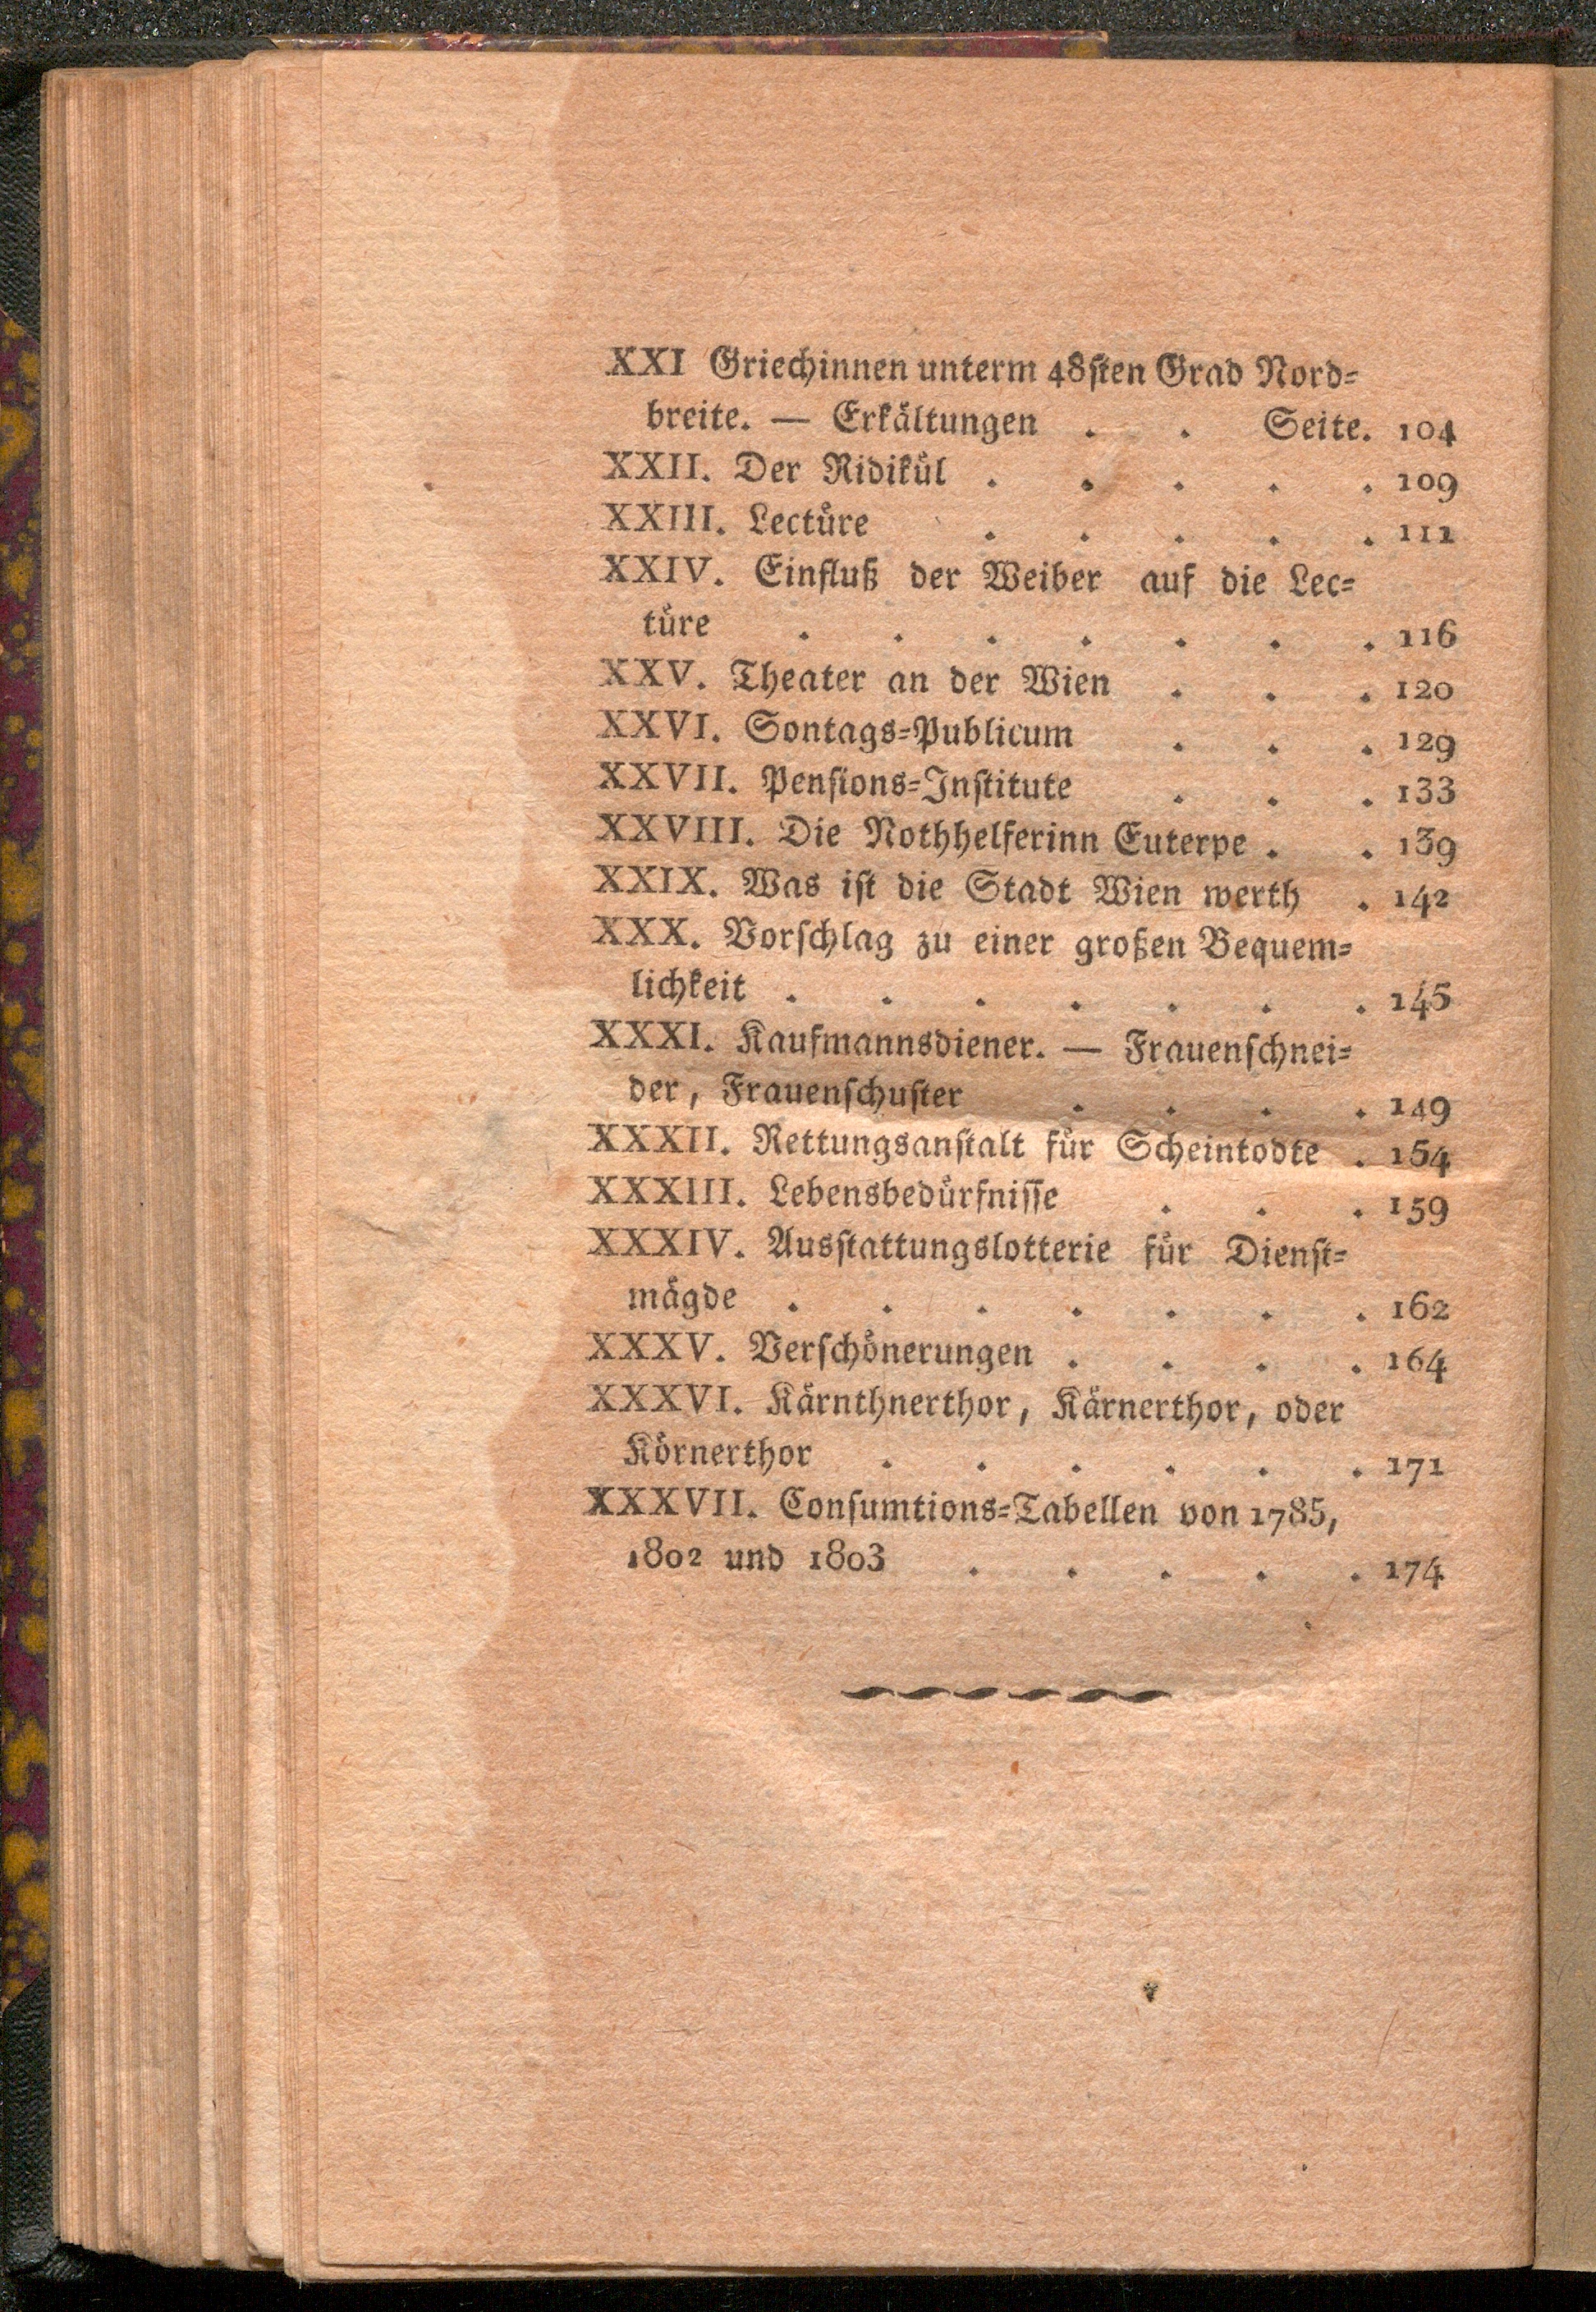 XXI Griechinnen unterm 48sten Grad Nord-
breite. — Erkältungen . . Seite. 104
XXII. Der Ridikül . . . . . 109
XXIII. Lectüre . . . . . 111
XXIV. Einfluß der Weiber auf die Lec-
türe . . . . . . . 116
XXV. Theater an der Wien . . . 120
XXVI. Sontags-Publicum . . . 129
XXVII. Pensions-Institute . . . 133
XXVIII. Die Nothhelferinn Euterpe . . 139
XXIX. Was ist die Stadt Wien werth . 142
XXX. Vorschlag zu einer großen Bequem-
lichkeit . . . . . . . 145
XXXI. Kaufmannsdiener. — Frauenschnei-
der, Frauenschuster . . . . 149
XXXII. Rettungsanstalt für Scheintodte . 154
XXXIII. Lebensbedürfnisse . . . 159
XXXIV. Ausstattungslotterie für Dienst-
mägde . . . . . . . 162
XXXV. Verschönerungen . . . . 164
XXXVI. Kärnthnerthor, Kärnerthor, oder
Körnerthor . . . . . . 171
XXXVII. Consumtions-Tabellen von 1785,
1802 und 1803 . . . . . 174